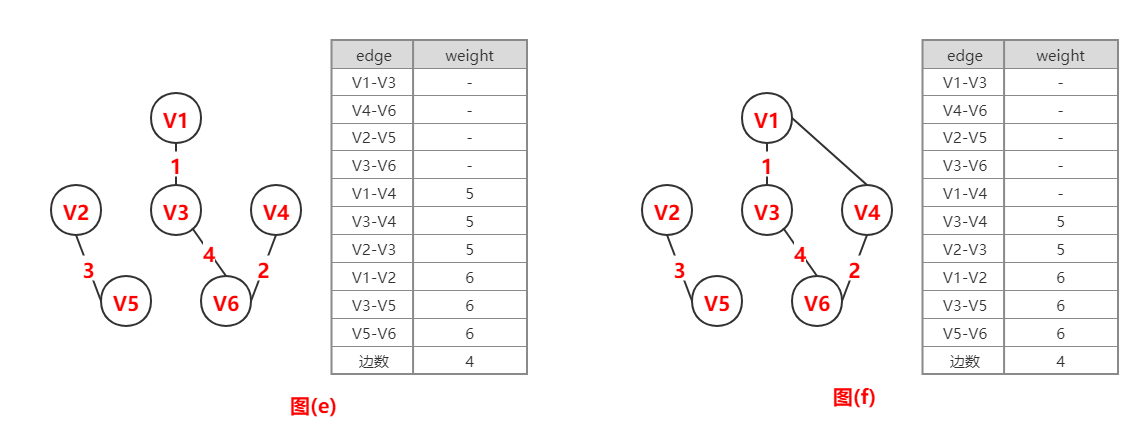 edge weight
V1-V3 -
V4-V6 -
V2-V5 -
V3-V6 -
V1-V4 5
V3-V4 5
V2-V3 5
V1-V2 6
V3-V5 6
V5-V6 6
边数 4
V1
1
V2 V3 V4
3 4 2
V5 V6
图(e)
edge weight
V1-V3 -
V4-V6 -
V2-V5 -
V3-V6 -
V1-V4 -
V3-V4 5
V2-V3 5
V1-V2 6
V3-V5 6
V5-V6 6
边数 4
V1
1
V2 V3 V4
3 4 2
V5 V6
图(f)